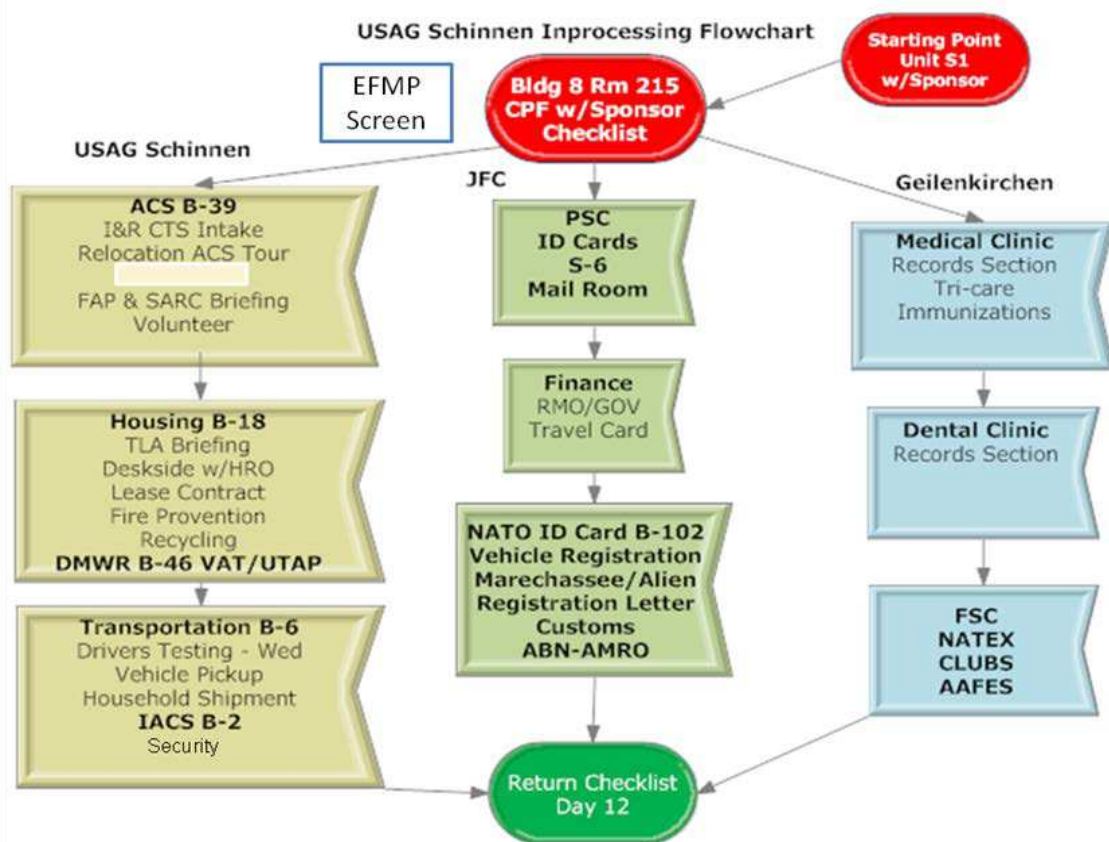 USAG Schinnen Inprocessing Flowchart
Starting Point
Unit S1
w/Sponsor
EFMP
Screen
Bldg 8 Rm 215
CPF w/Sponsor
Checklist
USAG Schinnen
ACS B-39
I&R CTS Intake
Relocation ACS Tour
FAP & SARC Briefing
Volunteer
Housing B-18
TLA Briefing
Deskside w/HRO
Lease Contract
Fire Provention
Recycling
DMWR B-46 VAT/UTAP
Transportation B-6
Drivers Testing - Wed
Vehicle Pickup
Household Shipment
IACS B-2
Security
JFC
PSC
ID Cards
S-6
Mail Room
Finance
RMO/GOV
Travel Card
NATO ID Card B-102
Vehicle Registration
Marechassee/Alien
Registration Letter
Customs
ABN-AMRO
Geilenkirchen
Medical Clinic
Records Section
Tri-care
Immunizations
Dental Clinic
Records Section
FSC
NATEX
CLUBS
AAFES
Return Checklist
Day 12